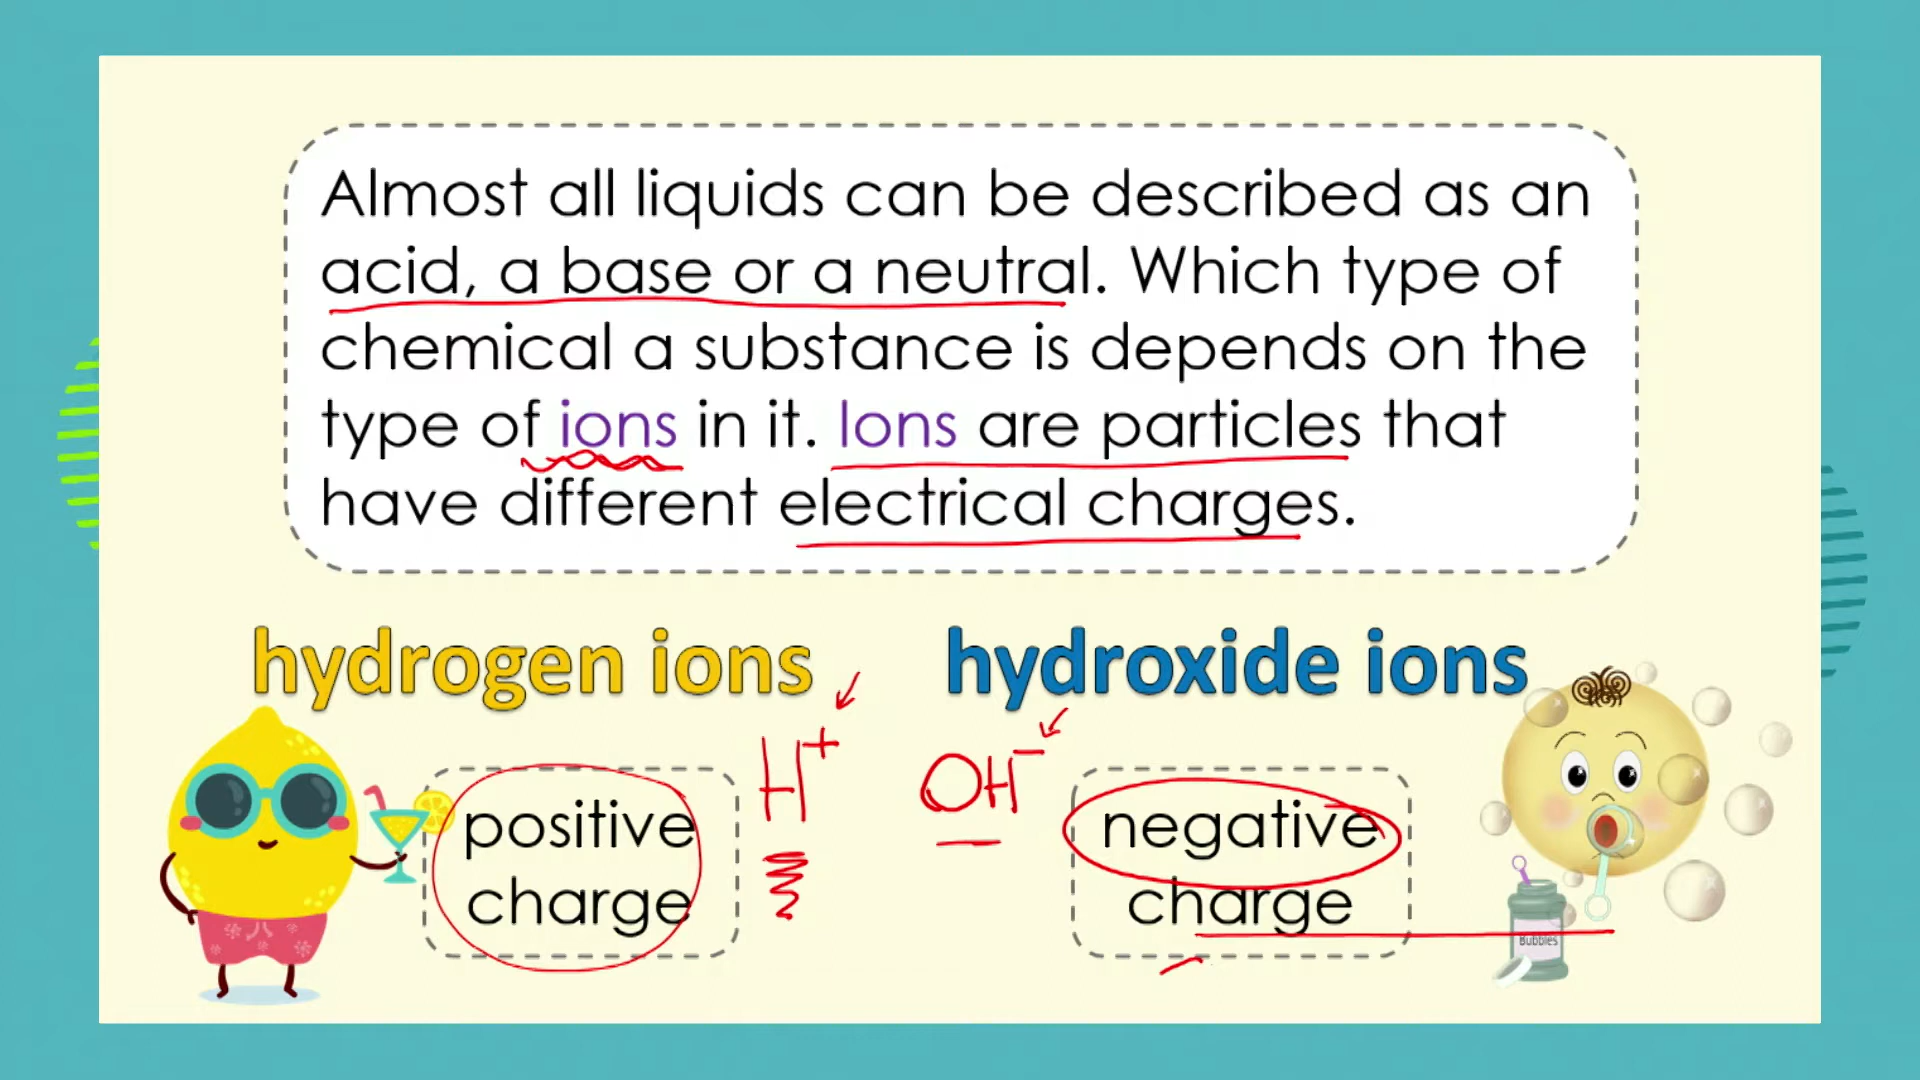 Almost all liquids can be described as an
acid, a base or a neutral. Which type of
chemical a substance is depends on the
type of ions in it. Ions are particles that
have different electrical charges.
hydrogen ions
hydroxide ions
H+
OH−
positive
charge
negative
charge
Bubbles